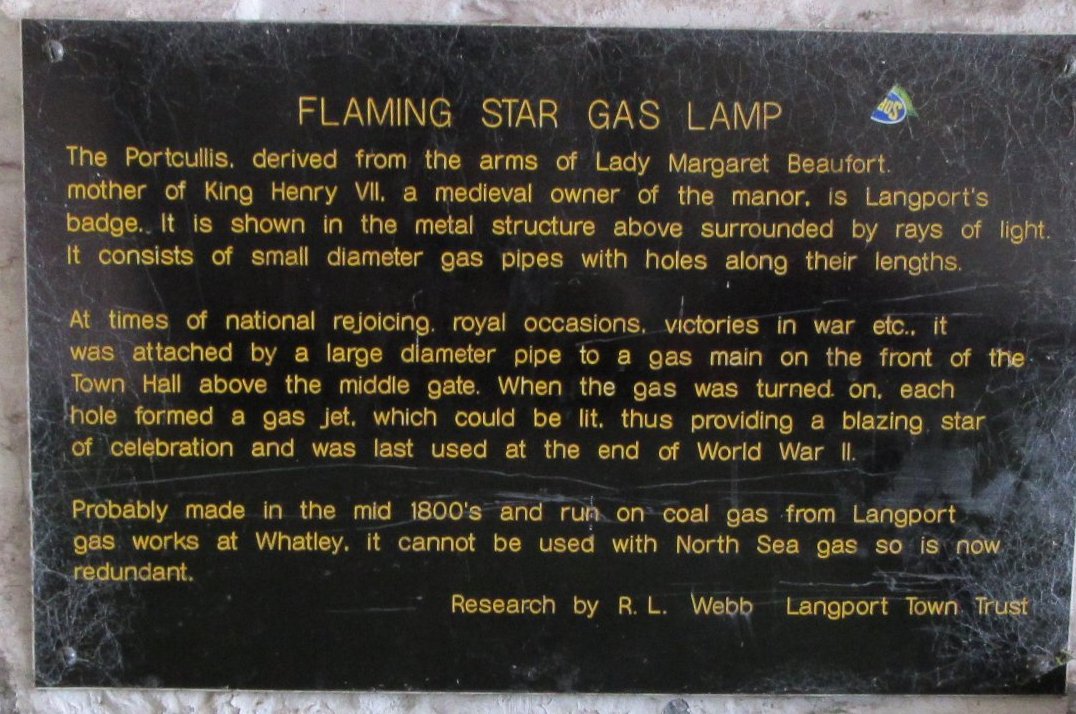 FLAMING STAR GAS LAMP
The Portcullis, derived from the arms of Lady Margaret Beaufort,
mother of King Henry VII, a medieval owner of the manor, is Langport's
badge. It is shown in the metal structure above surrounded by rays of light.
It consists of small diameter gas pipes with holes along their lengths.
At times of national rejoicing, royal occasions, victories in war etc., it
was attached by a large diameter pipe to a gas main on the front of the
Town Hall above the middle gate. When the gas was turned on, each
hole formed a gas jet, which could be lit, thus providing a blazing star
of celebration and was last used at the end of World War II.
Probably made in the mid 1800's and run on coal gas from Langport
gas works at Whatley, it cannot be used with North Sea gas so is now
redundant.
Research by R. L. Webb Langport Town Trust